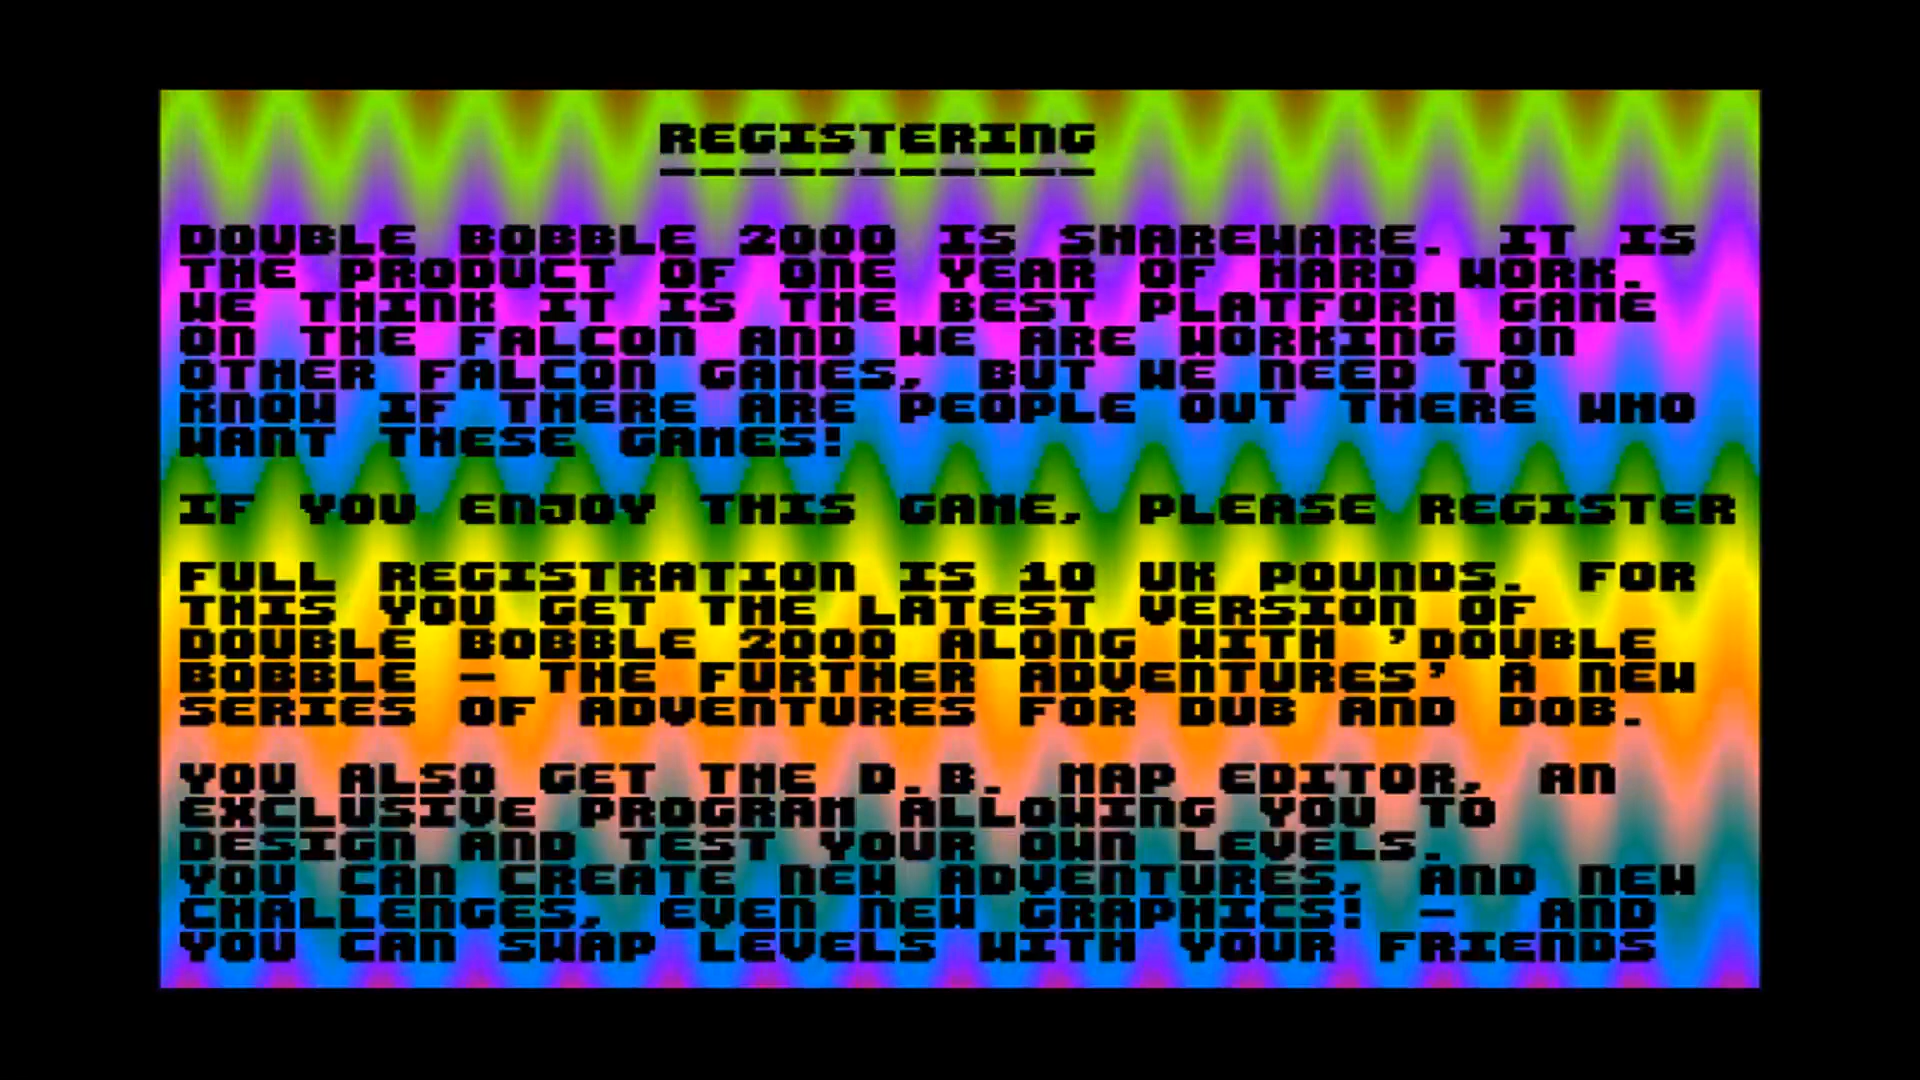 REGISTERING
-----------
DOUBLE BOBBLE 2000 IS SHAREWARE. IT IS
THE PRODUCT OF ONE YEAR OF HARD WORK.
WE THINK IT IS THE BEST PLATFORM GAME
ON THE FALCON AND WE ARE WORKING ON
OTHER FALCON GAMES, BUT WE NEED TO
KNOW IF THERE ARE PEOPLE OUT THERE WHO
WANT THESE GAMES!
IF YOU ENJOY THIS GAME, PLEASE REGISTER
FULL REGISTRATION IS 10 UK POUNDS. FOR
THIS YOU GET THE LATEST VERSION OF
DOUBLE BOBBLE 2000 ALONG WITH 'DOUBLE
BOBBLE - THE FURTHER ADVENTURES' A NEW
SERIES OF ADVENTURES FOR DUB AND DOB.
YOU ALSO GET THE D.B. MAP EDITOR, AN
EXCLUSIVE PROGRAM ALLOWING YOU TO
DESIGN AND TEST YOUR OWN LEVELS.
YOU CAN CREATE NEW ADVENTURES, AND NEW
CHALLENGES, EVEN NEW GRAPHICS! - AND
YOU CAN SWAP LEVELS WITH YOUR FRIENDS